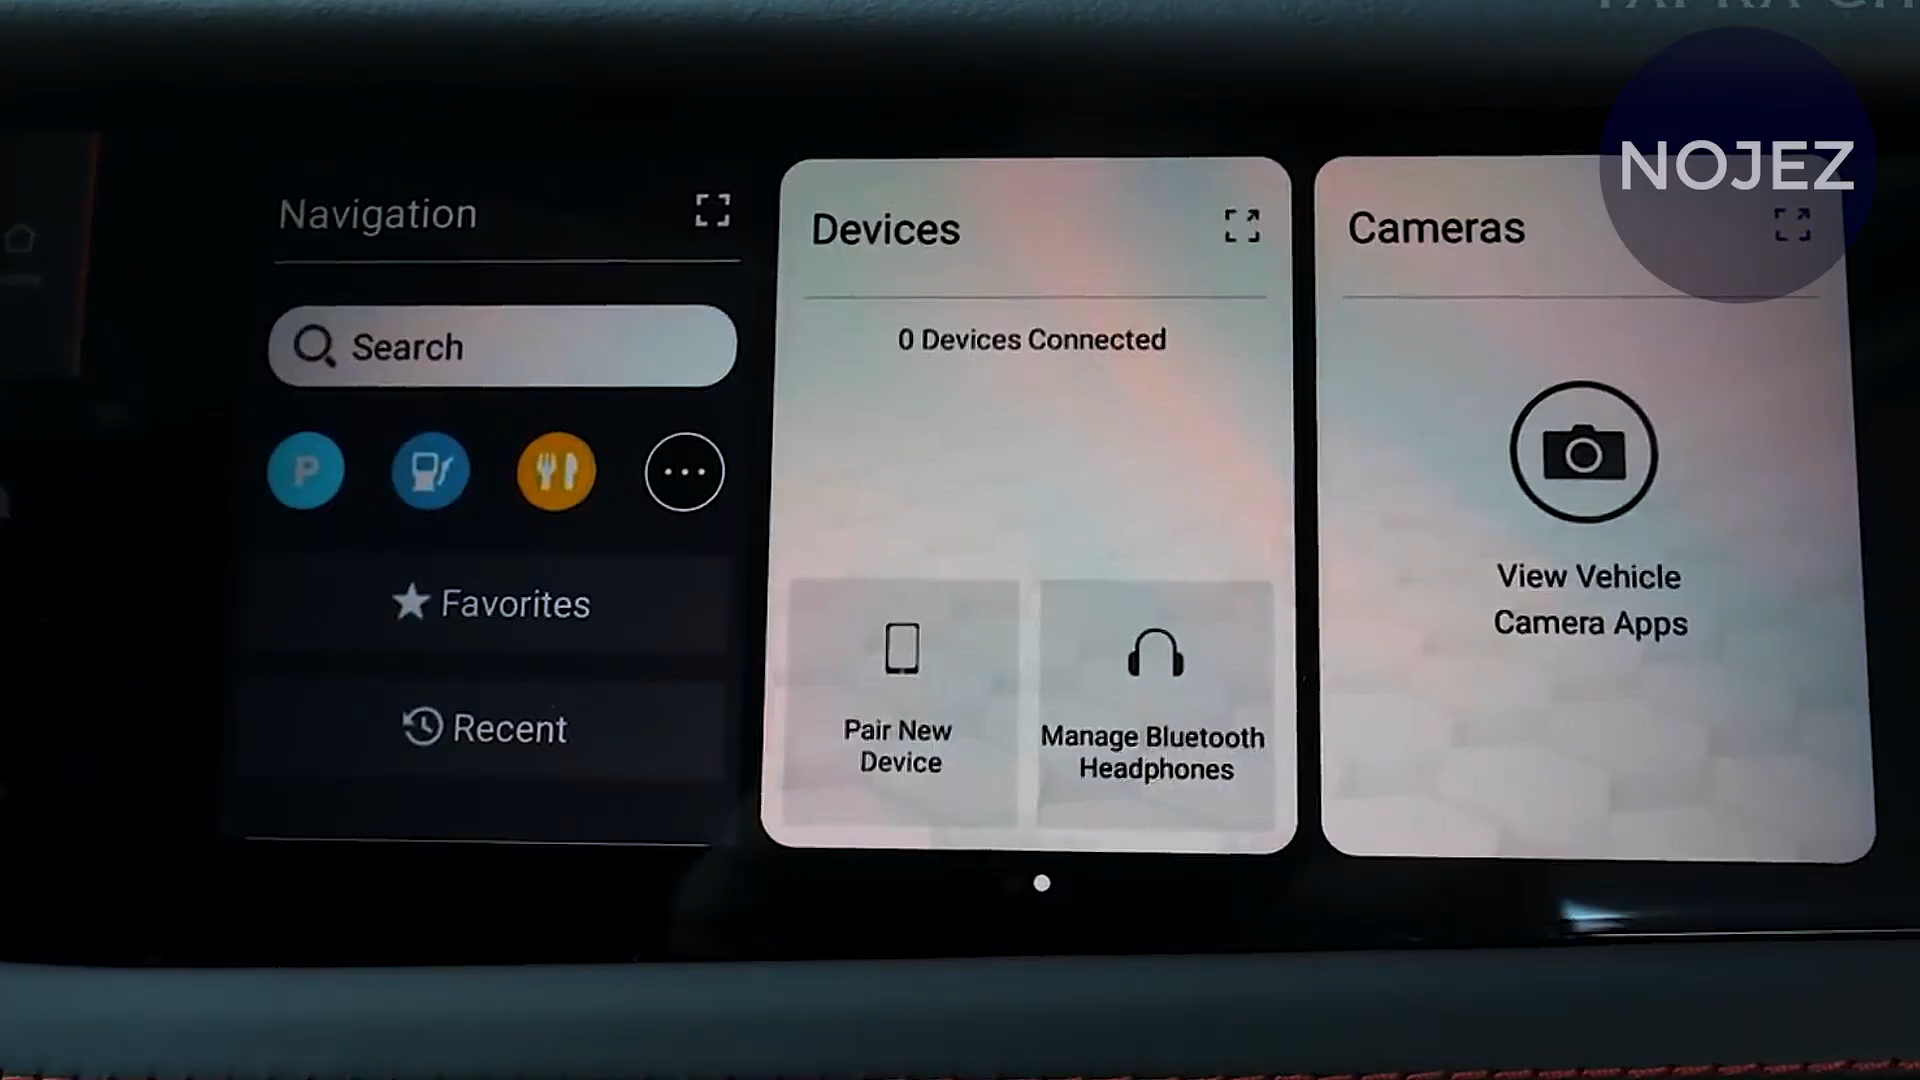 NOJEZ
Navigation
Search
P
Favorites
Recent
Devices
0 Devices Connected
Pair New
Device
Manage Bluetooth
Headphones
Cameras
View Vehicle
Camera Apps